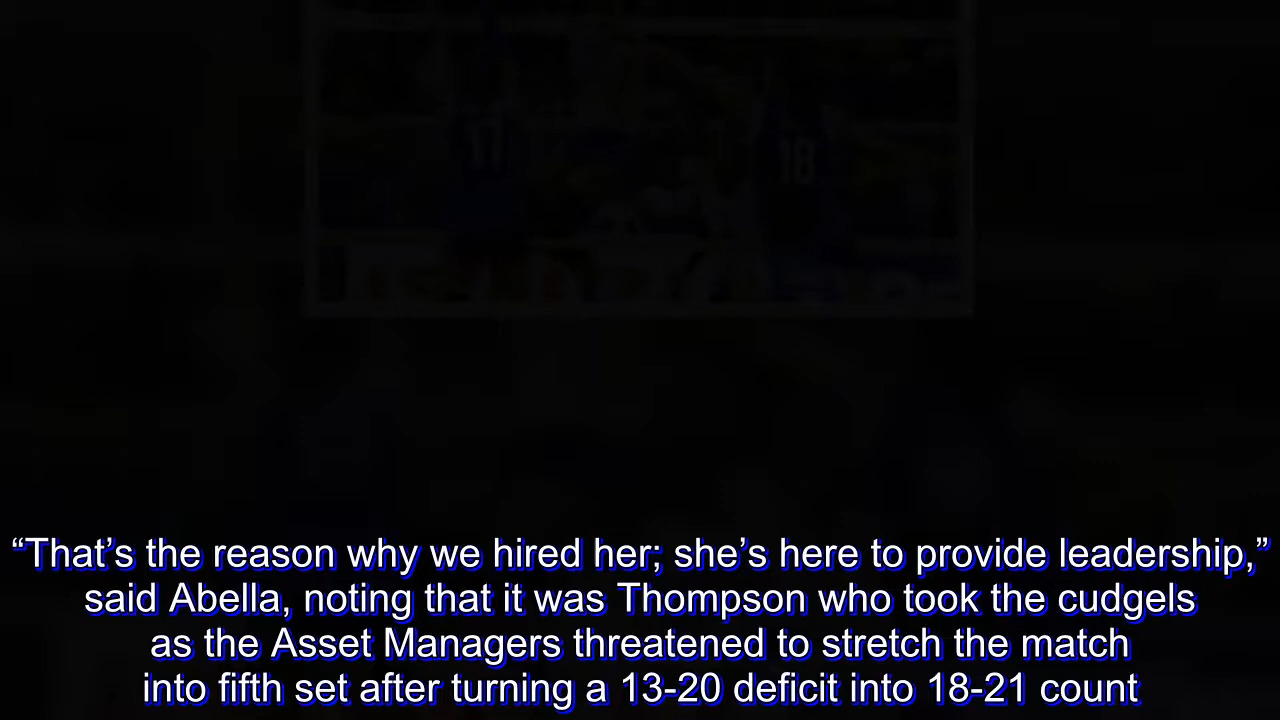 17
18
“That’s the reason why we hired her; she’s here to provide leadership,”
said Abella, noting that it was Thompson who took the cudgels
as the Asset Managers threatened to stretch the match
into fifth set after turning a 13-20 deficit into 18-21 count